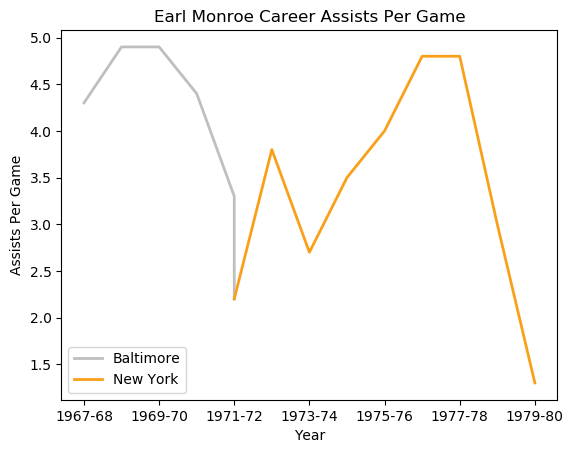 Earl Monroe Career Assists Per Game
5.0
4.5
4.0
3.5
3.0
2.5
2.0
1.5
Assists Per Game
Baltimore
New York
1967-68 1969-70 1971-72 1973-74 1975-76 1977-78 1979-80
Year